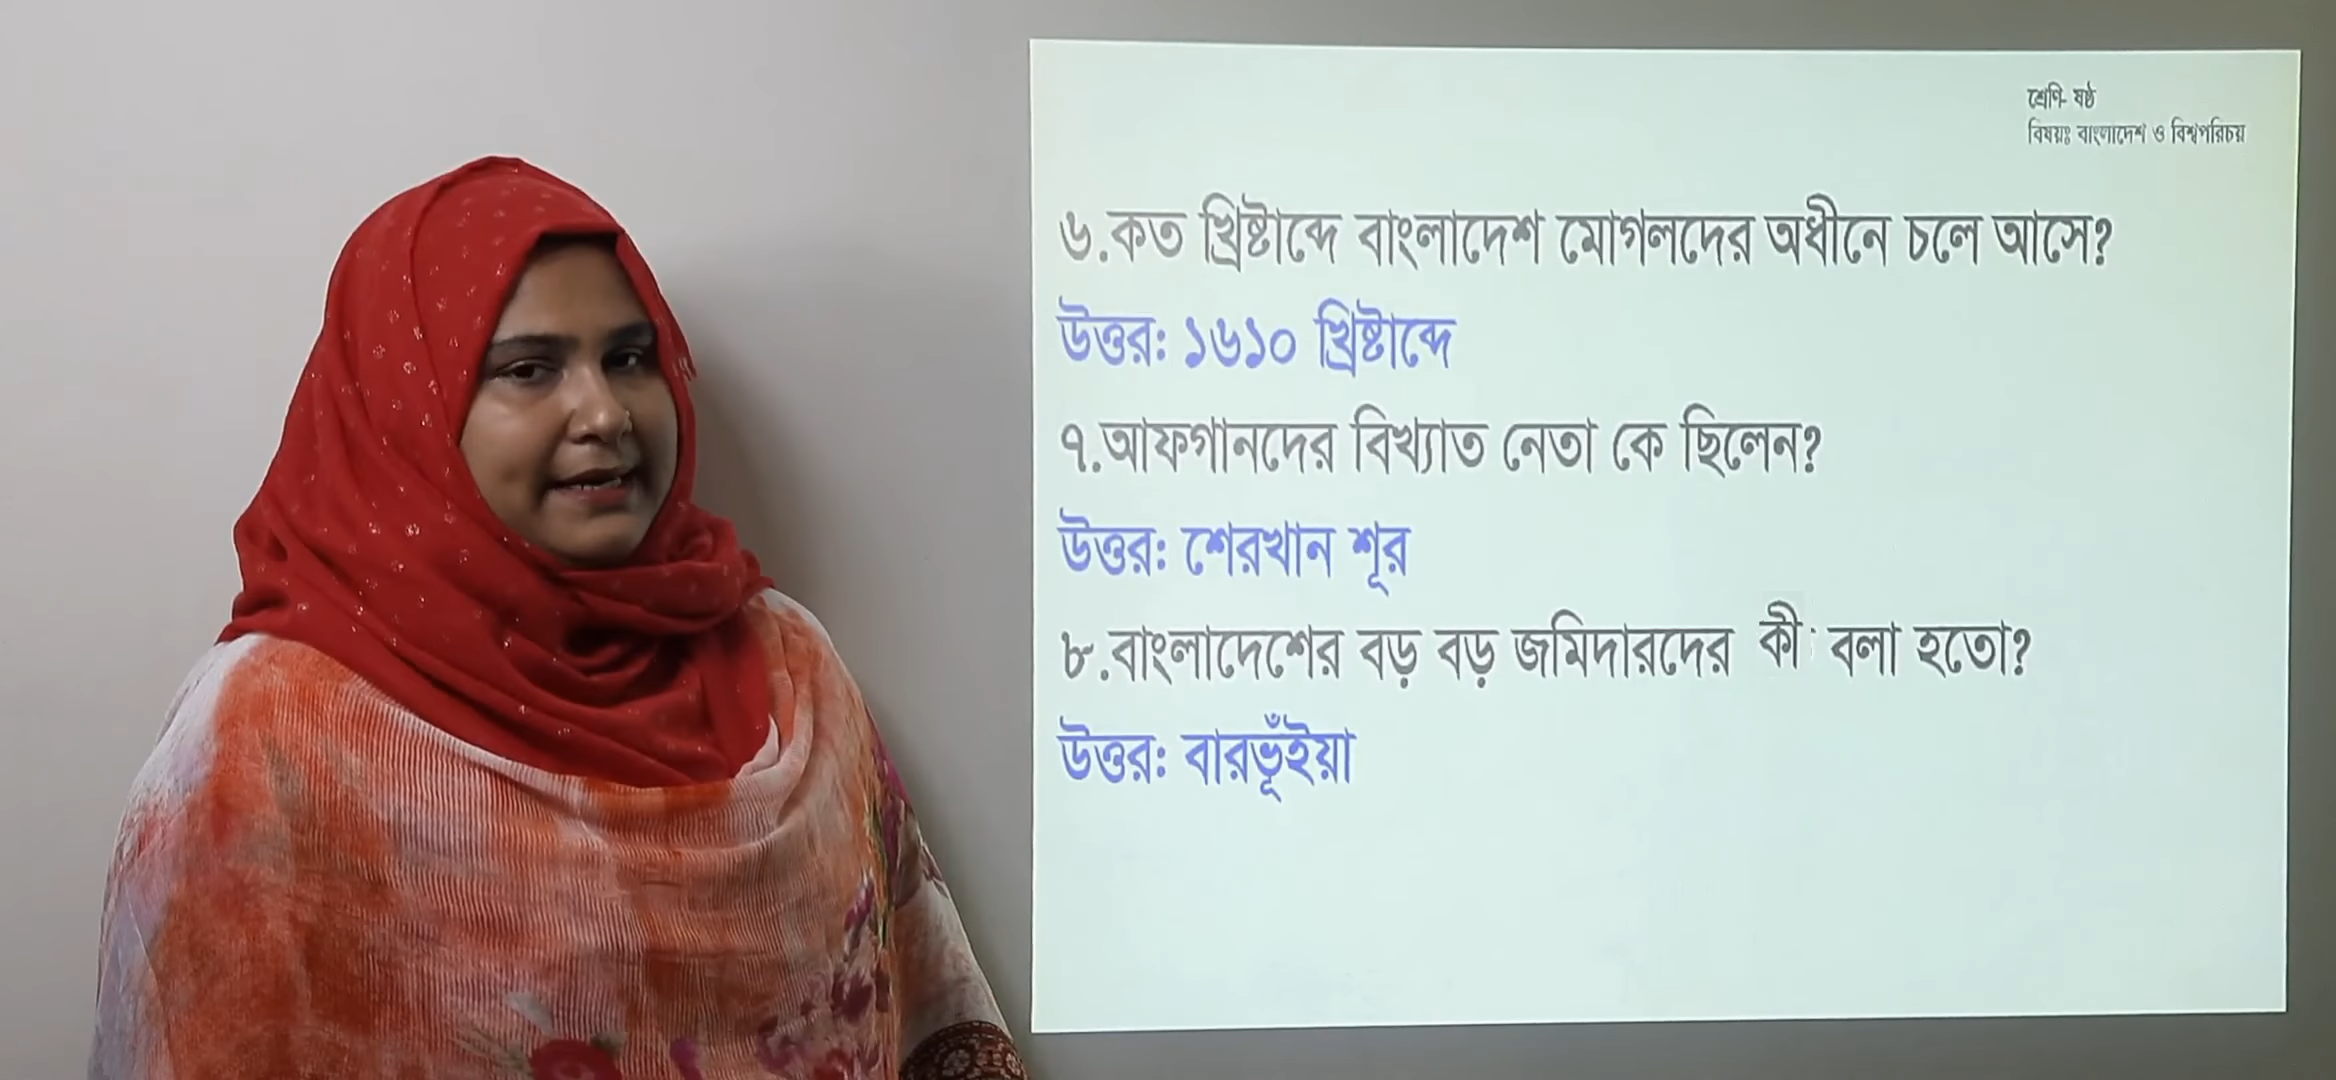 শ্রেণি- ষষ্ঠ
বিষয়ঃ বাংলাদেশ ও বিশ্বপরিচয়
৬.কত খ্রিষ্টাব্দে বাংলাদেশ মোগলদের অধীনে চলে আসে?
উত্তর: ১৬১০ খ্রিষ্টাব্দে
৭.আফগানদের বিখ্যাত নেতা কে ছিলেন?
উত্তর: শেরখান শূর
৮.বাংলাদেশের বড় বড় জমিদারদের কী বলা হতো?
উত্তর: বারভূঁইয়া